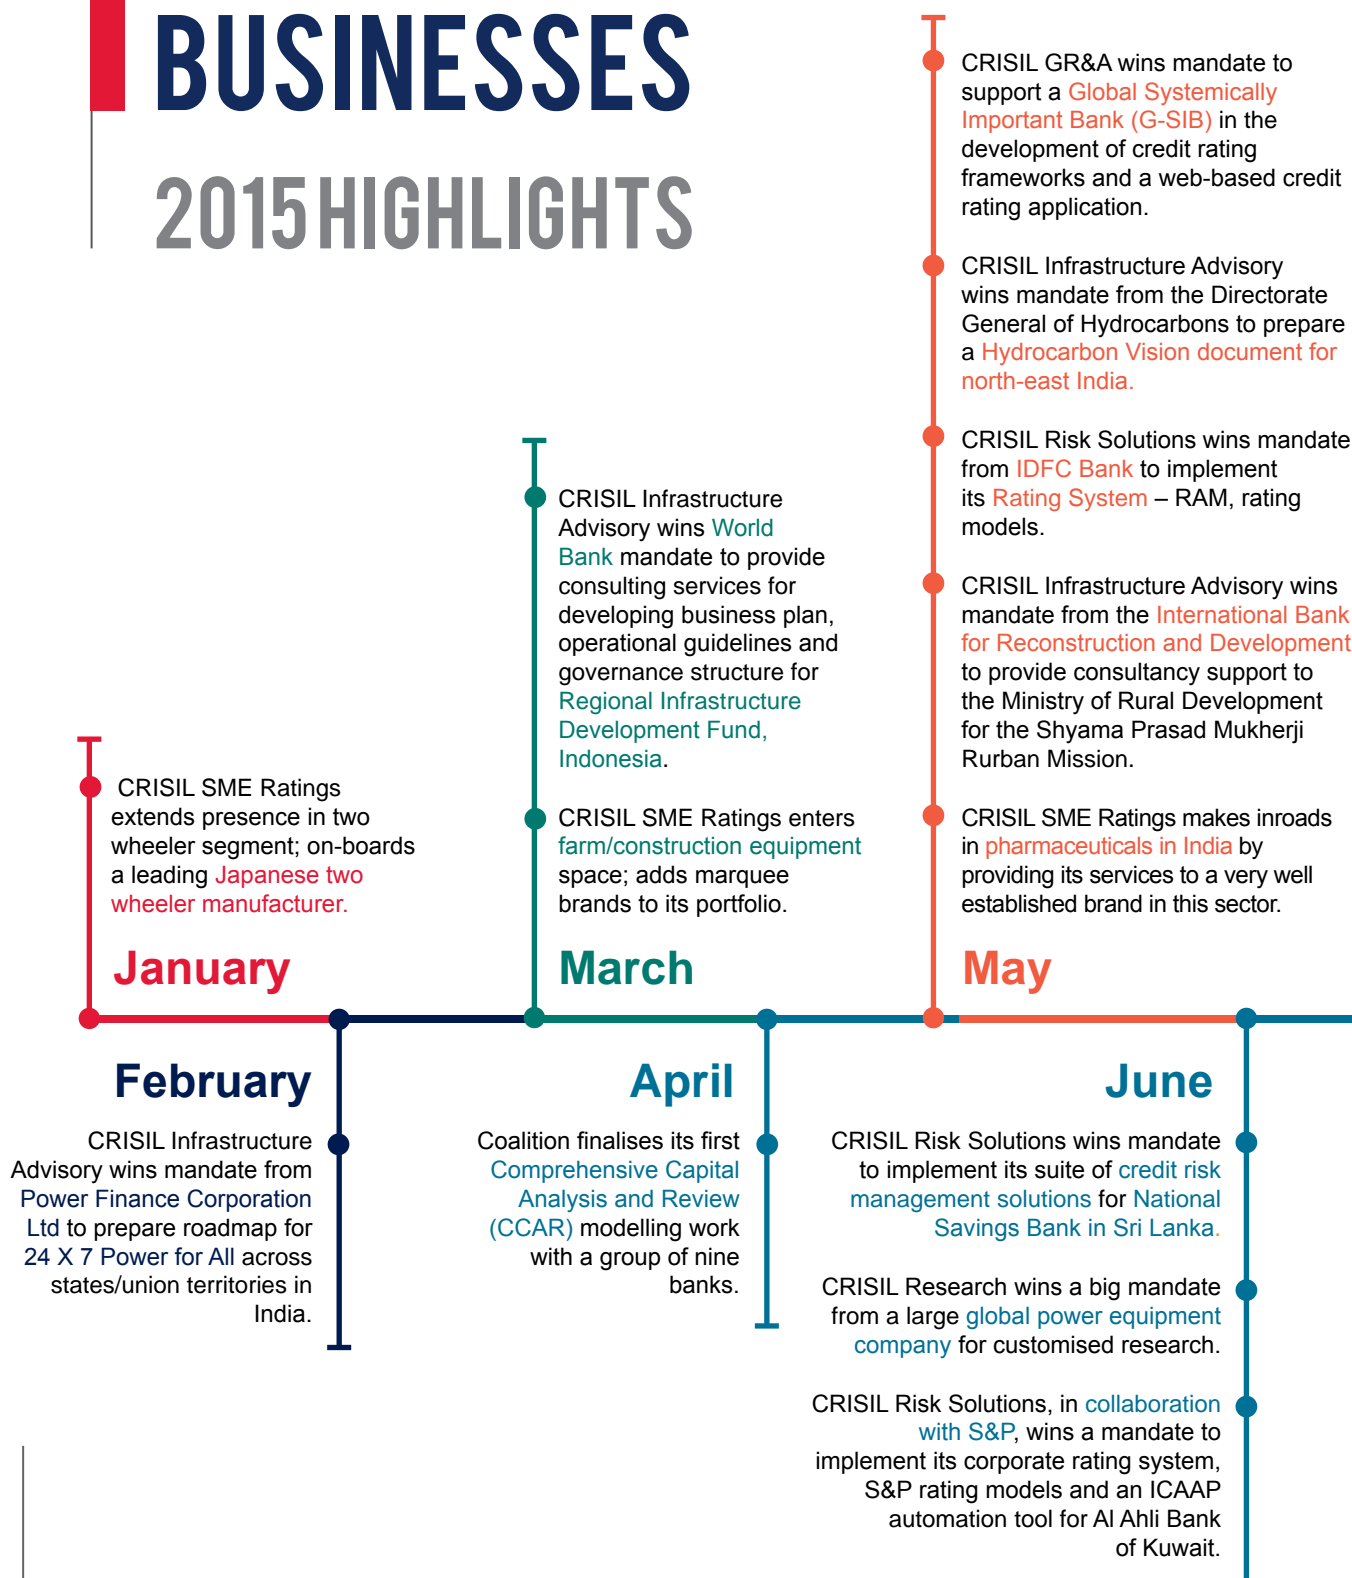 BUSINESSES
2015 HIGHLIGHTS
CRISIL SME Ratings
extends presence in two
wheeler segment; on-boards
a leading Japanese two
wheeler manufacturer.
January
February
CRISIL Infrastructure
Advisory wins mandate from
Power Finance Corporation
Ltd to prepare roadmap for
24 X 7 Power for All across
states/union territories in
India.
CRISIL Infrastructure
Advisory wins World
Bank mandate to provide
consulting services for
developing business plan,
operational guidelines and
governance structure for
Regional Infrastructure
Development Fund,
Indonesia.
CRISIL SME Ratings enters
farm/construction equipment
space; adds marquee
brands to its portfolio.
March
April
Coalition finalises its first
Comprehensive Capital
Analysis and Review
(CCAR) modelling work
with a group of nine
banks.
CRISIL GR&A wins mandate to
support a Global Systemically
Important Bank (G-SIB) in the
development of credit rating
frameworks and a web-based credit
rating application.
CRISIL Infrastructure Advisory
wins mandate from the Directorate
General of Hydrocarbons to prepare
a Hydrocarbon Vision document for
north-east India.
CRISIL Risk Solutions wins mandate
from IDFC Bank to implement
its Rating System – RAM, rating
models.
CRISIL Infrastructure Advisory wins
mandate from the International Bank
for Reconstruction and Development
to provide consultancy support to
the Ministry of Rural Development
for the Shyama Prasad Mukherji
Rurban Mission.
CRISIL SME Ratings makes inroads
in pharmaceuticals in India by
providing its services to a very well
established brand in this sector.
May
June
CRISIL Risk Solutions wins mandate
to implement its suite of credit risk
management solutions for National
Savings Bank in Sri Lanka.
CRISIL Research wins a big mandate
from a large global power equipment
company for customised research.
CRISIL Risk Solutions, in collaboration
with S&P, wins a mandate to
implement its corporate rating system,
S&P rating models and an ICAAP
automation tool for Al Ahli Bank
of Kuwait.